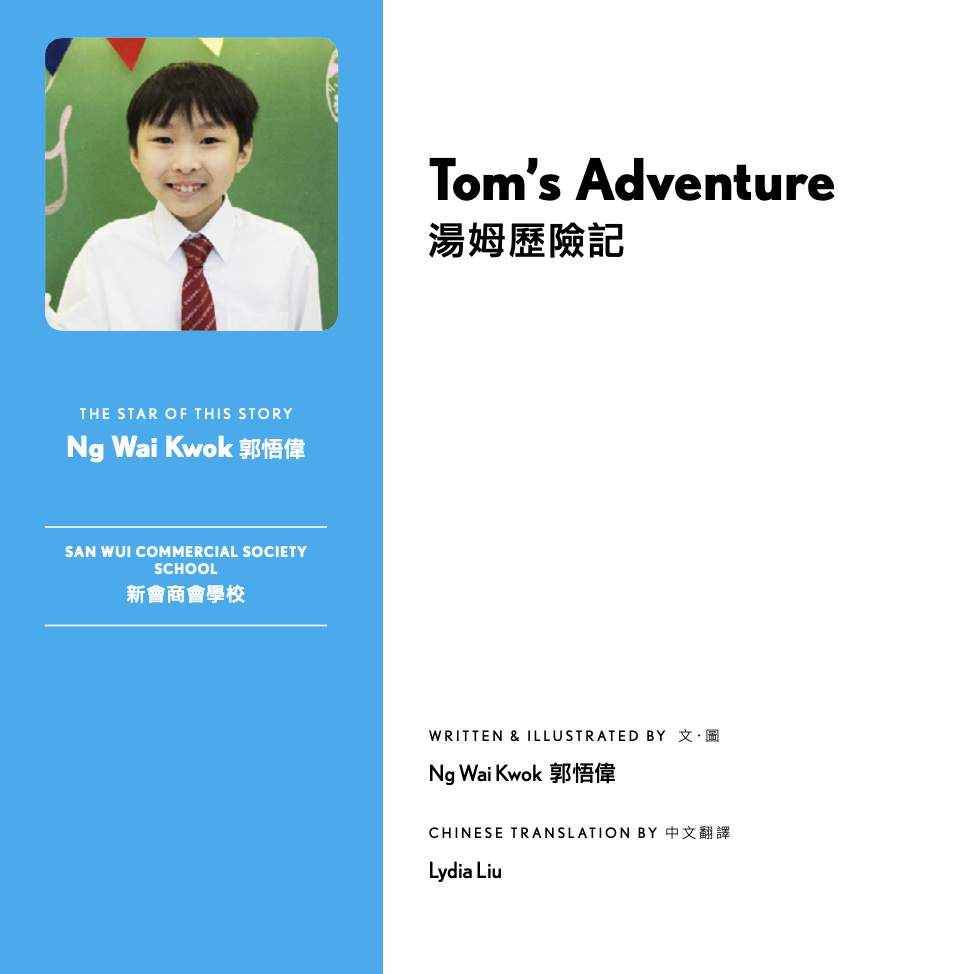 THE STAR OF THIS STORY
Ng Wai Kwok 郭悟偉
SAN WUI COMMERCIAL SOCIETY
SCHOOL
新會商會學校
Tom's Adventure
湯姆歷險記
WRITTEN & ILLUSTRATED BY 文·圖
Ng Wai Kwok 郭悟偉
CHINESE TRANSLATION BY 中文翻譯
Lydia Liu